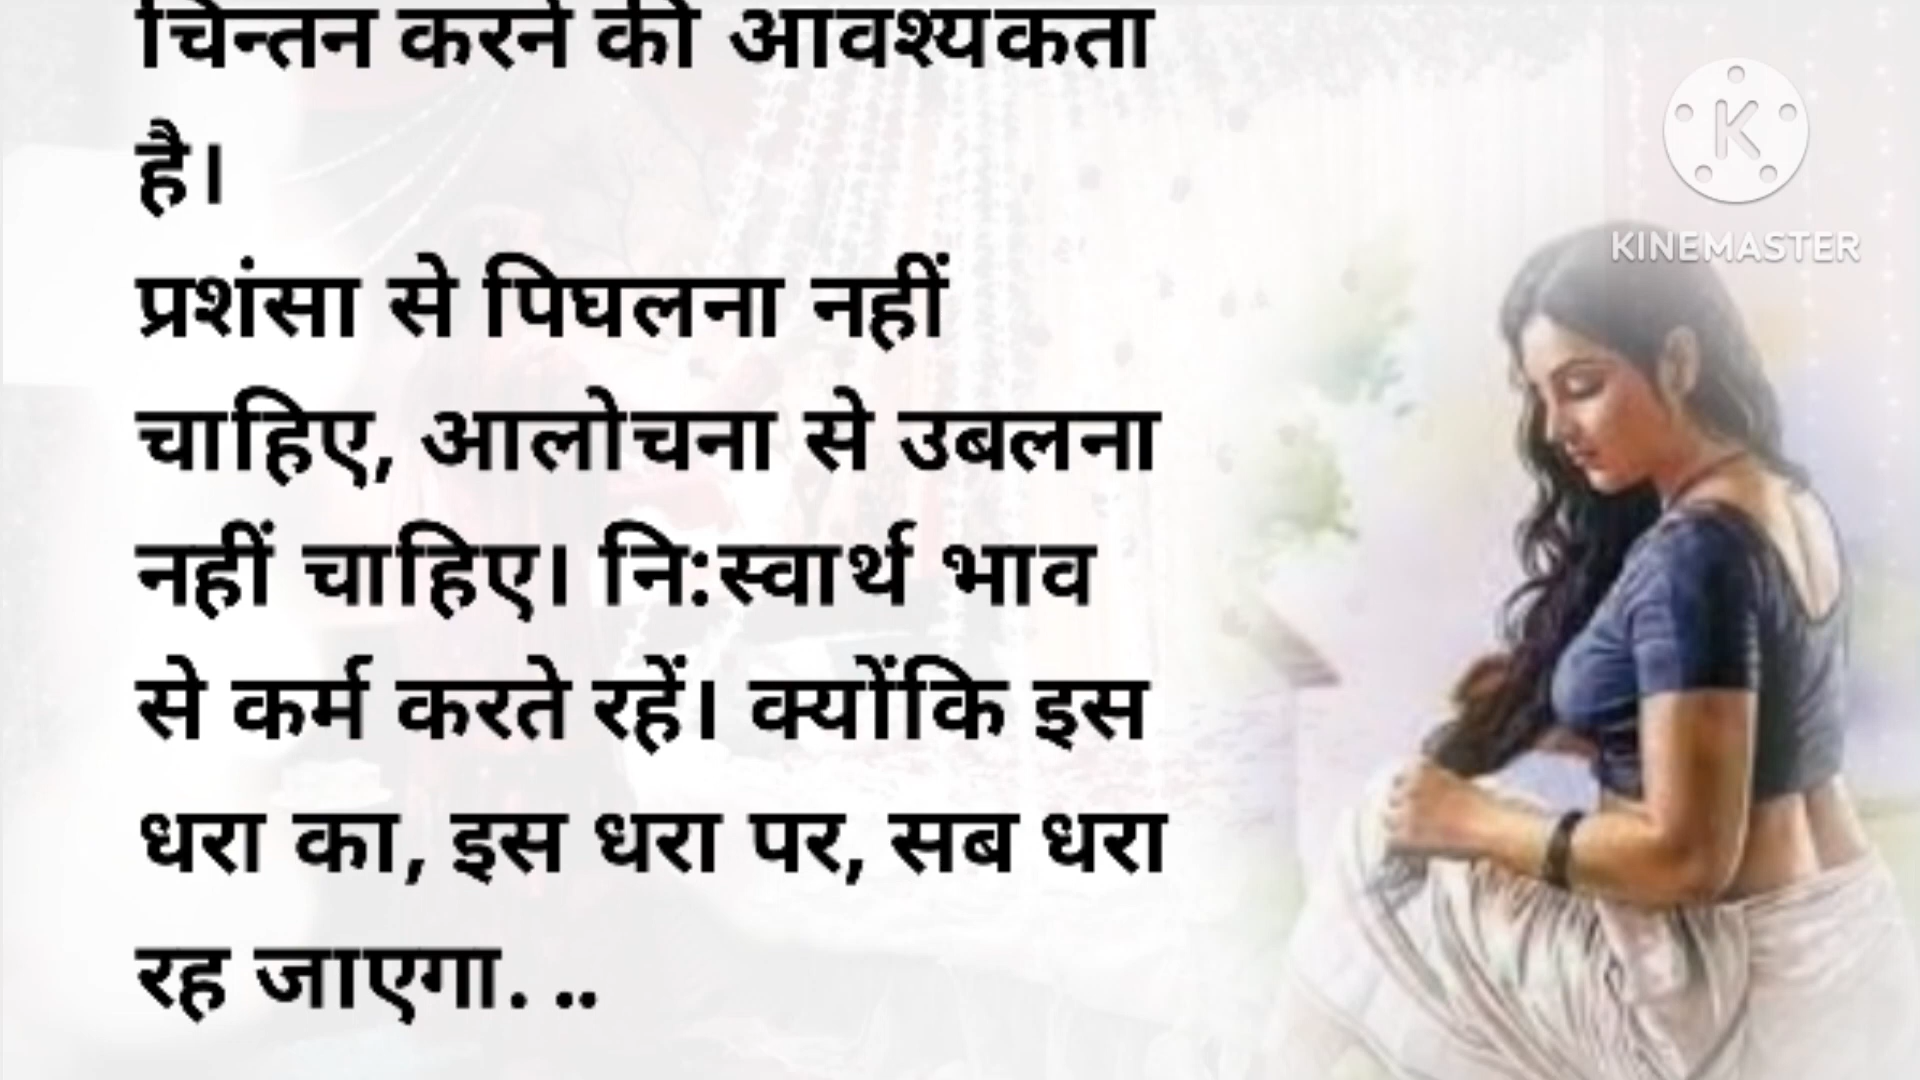 चिन्तन करने की आवश्यकता
है।
प्रशंसा से पिघलना नहीं
चाहिए, आलोचना से उबलना
नहीं चाहिए। नि:स्वार्थ भाव
से कर्म करते रहें। क्योंकि इस
धरा का, इस धरा पर, सब धरा
रह जाएगा. ..
K
KINEMASTER